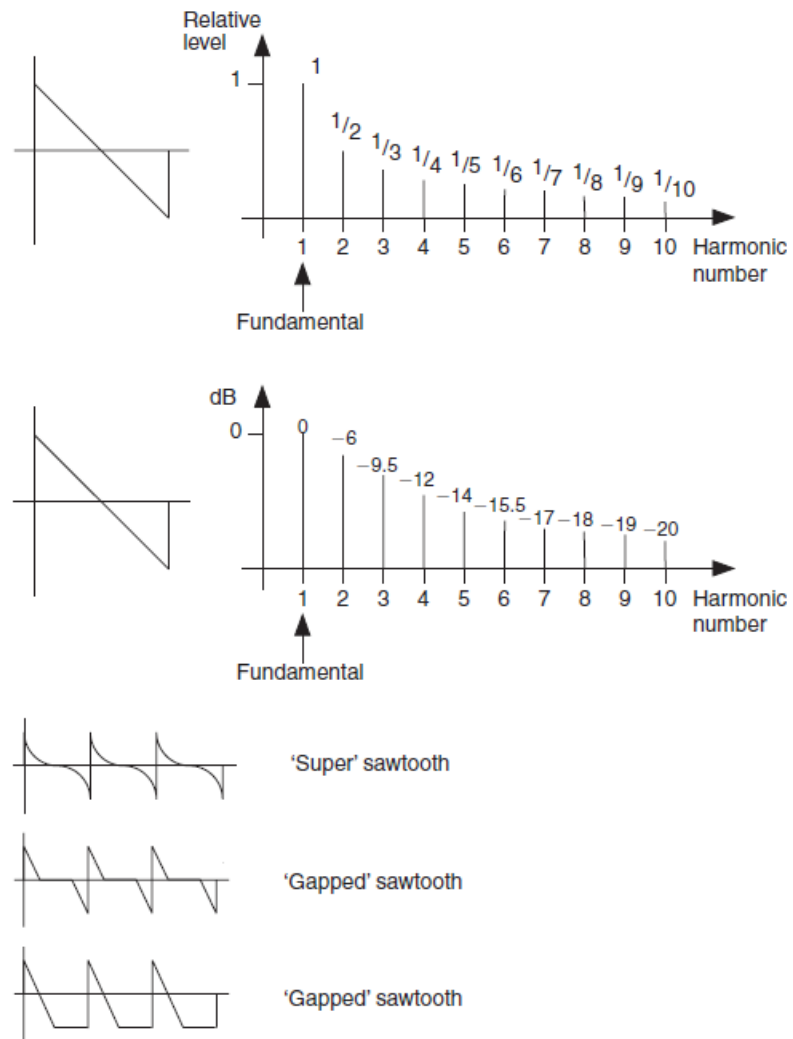 Relative
level
1
1
1/2
1/3
1/4
1/5
1/6
1/7
1/8
1/9
1/10
1 2 3 4 5 6 7 8 9 10 Harmonic
number
Fundamental
dB
0
0
−6
−9.5
−12
−14
−15.5
−17
−18
−19
−20
1 2 3 4 5 6 7 8 9 10 Harmonic
number
Fundamental
‘Super’ sawtooth
‘Gapped’ sawtooth
‘Gapped’ sawtooth